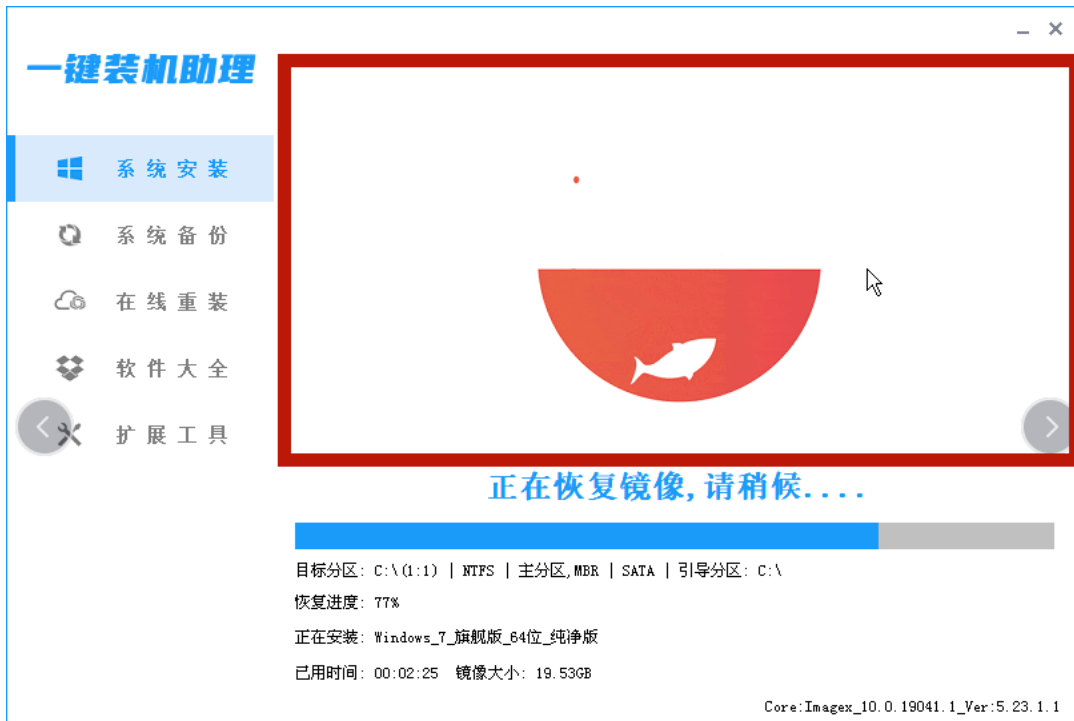 一键装机助理
系统安装
系统备份
在线重装
软件大全
扩展工具
正在恢复镜像,请稍候....
目标分区: C:\(1:1) | NTFS | 主分区,MBR | SATA | 引导分区: C:\
恢复进度: 77%
正在安装: Windows_7_旗舰版_64位_纯净版
已用时间: 00:02:25 镜像大小: 19.53GB
Core:Imagex_10.0.19041.1_Ver:5.23.1.1